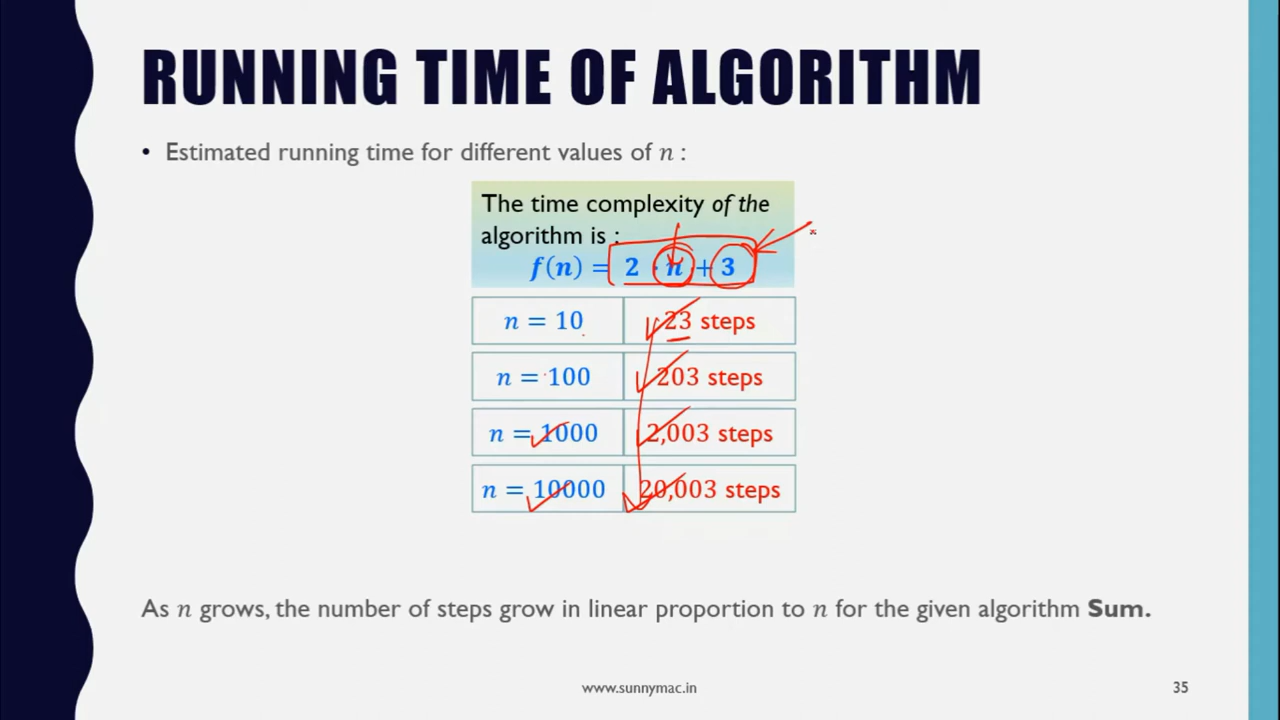 RUNNING TIME OF ALGORITHM
• Estimated running time for different values of n :
The time complexity of the
algorithm is :
f(n) = 2 · n + 3
n = 10 23 steps
n = 100 203 steps
n = 1000 2,003 steps
n = 10000 20,003 steps
As n grows, the number of steps grow in linear proportion to n for the given algorithm Sum.
www.sunnymac.in 35